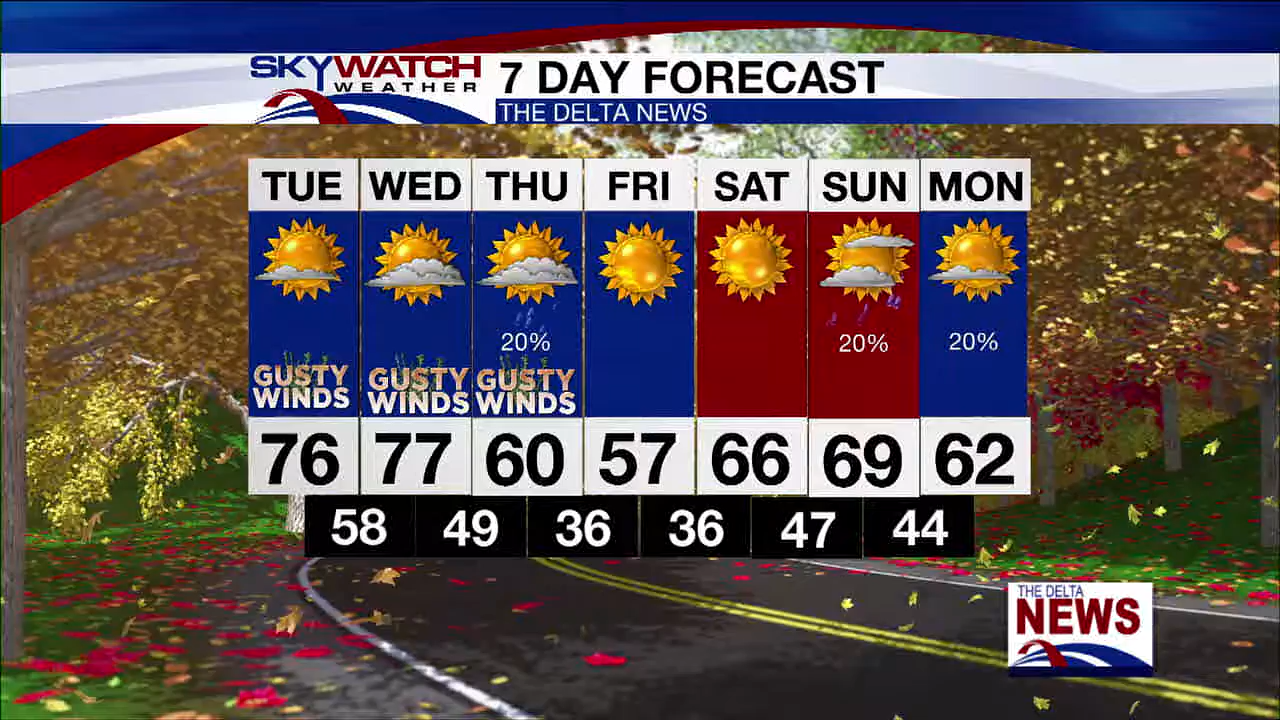 SKYWATCH
WEATHER
7 DAY FORECAST
THE DELTA NEWS
TUE WED THU FRI SAT SUN MON
20% 20% 20%
GUSTY WINDS GUSTY WINDS GUSTY WINDS
76 77 60 57 66 69 62
58 49 36 36 47 44
THE DELTA
NEWS